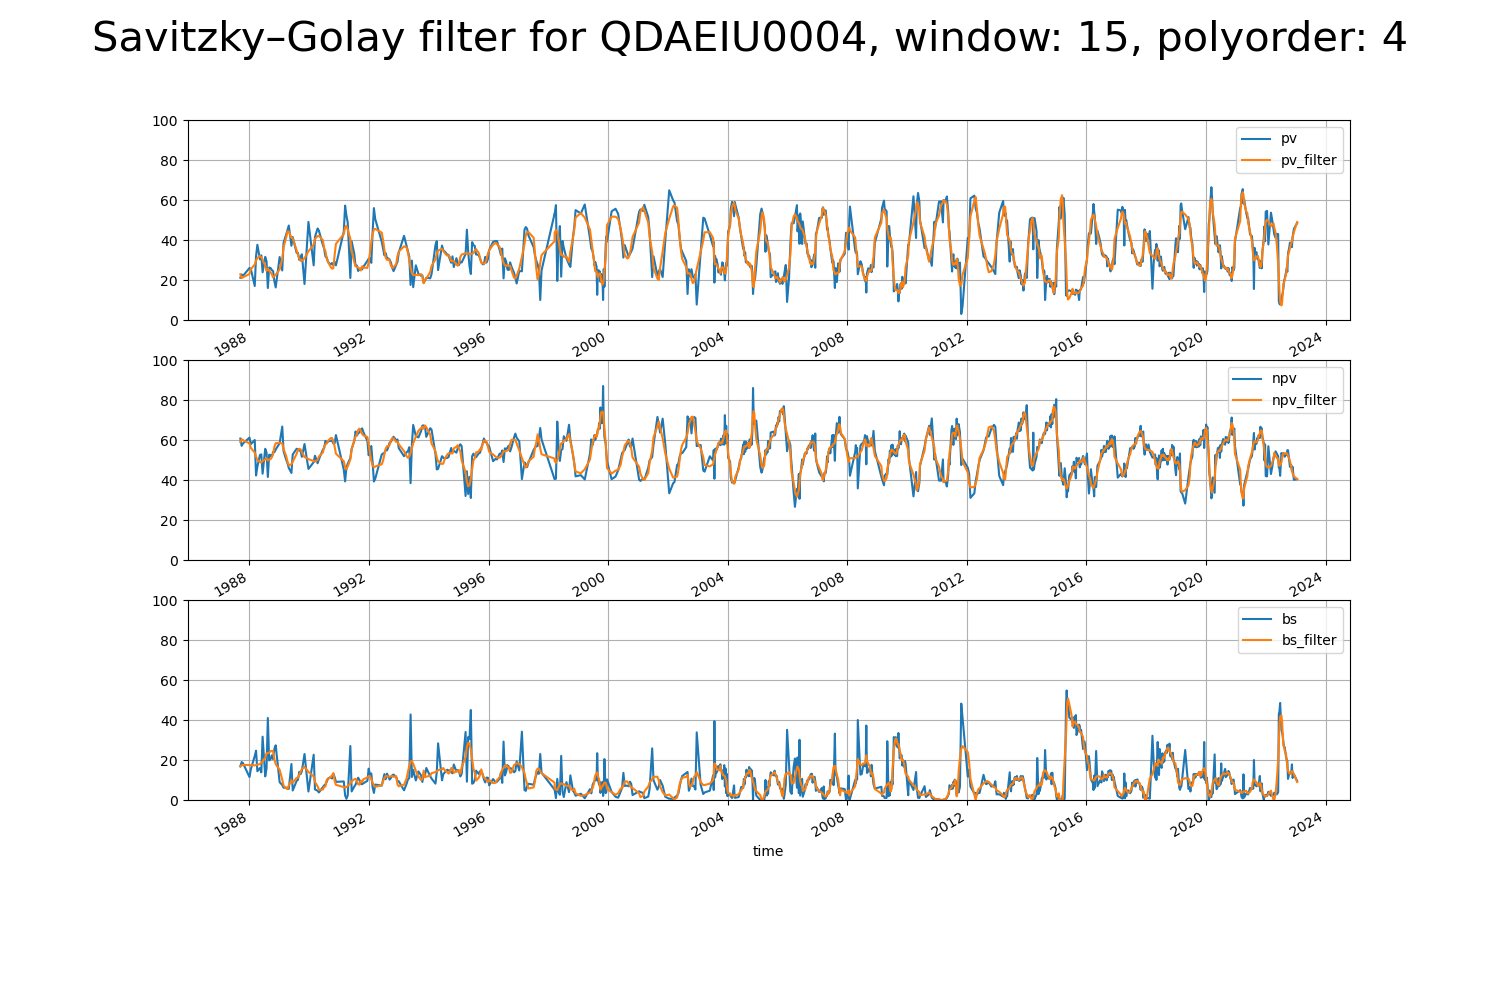 Savitzky–Golay filter for QDAEIU0004, window: 15, polyorder: 4
100
80
60
40
20
0
pv
pv_filter
1988 1992 1996 2000 2004 2008 2012 2016 2020 2024
100
80
60
40
20
0
npv
npv_filter
1988 1992 1996 2000 2004 2008 2012 2016 2020 2024
100
80
60
40
20
0
bs
bs_filter
1988 1992 1996 2000 2004 2008 2012 2016 2020 2024
time